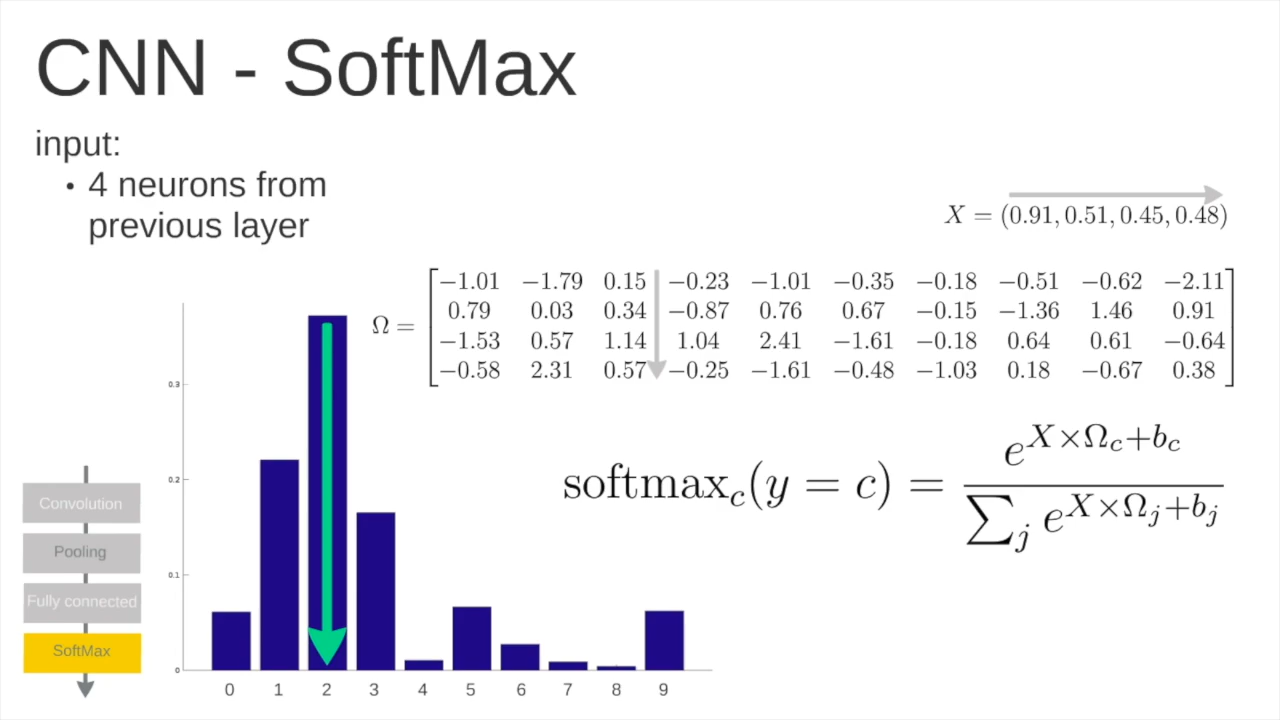 CNN - SoftMax
input:
• 4 neurons from
previous layer
X = (0.91, 0.51, 0.45, 0.48)
Ω =
−1.01 −1.79 0.15 −0.23 −1.01 −0.35 −0.18 −0.51 −0.62 −2.11
0.79 0.03 0.34 −0.87 0.76 0.67 −0.15 −1.36 1.46 0.91
−1.53 0.57 1.14 1.04 2.41 −1.61 −0.18 0.64 0.61 −0.64
−0.58 2.31 0.57 −0.25 −1.61 −0.48 −1.03 0.18 −0.67 0.38
softmax_c(y = c) = e^{X×Ω_c+b_c} / ∑_j e^{X×Ω_j+b_j}
0.3
0.2
0.1
0
0 1 2 3 4 5 6 7 8 9
Convolution
Pooling
Fully connected
SoftMax